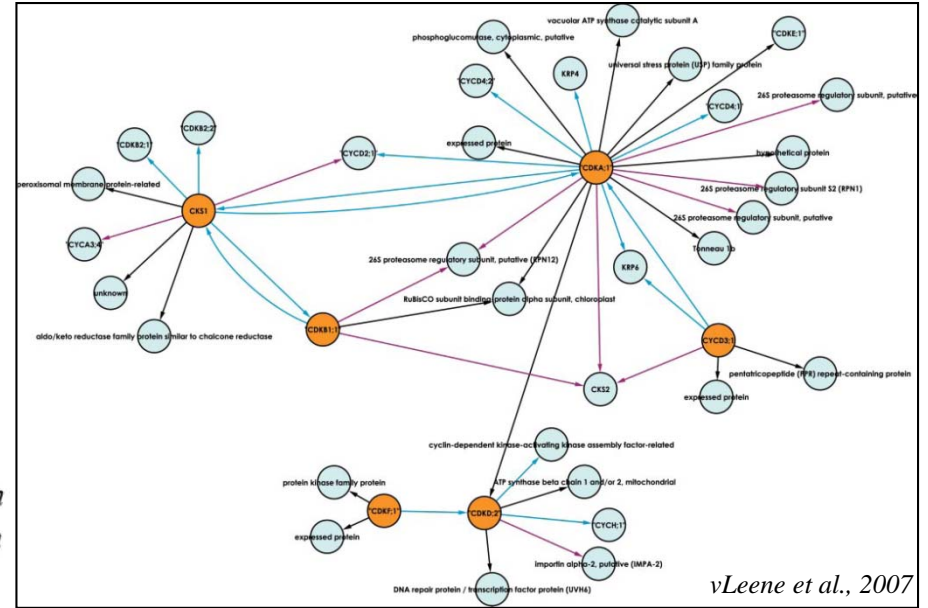 vacuolar ATP synthase catalytic subunit A
phosphoglucomutase, cytoplasmic, putative
"CDKE;1"
universal stress protein (USP) family protein
KRP4
"CYCD4;2"
26S proteasome regulatory subunit, putative
"CYCD4;1"
"CDKB2;2"
"CDKB2;1"
expressed protein
"CYCD2;1"
hypothetical protein
"CDKA;1"
peroxisomal membrane protein-related
26S proteasome regulatory subunit S2 (RPN1)
CKS1
26S proteasome regulatory subunit, putative
"CYCA3;4"
Tonneau 1b
26S proteasome regulatory subunit, putative (RPN12)
KRP6
unknown
RuBisCO subunit binding-protein alpha subunit, chloroplast
aldo/keto reductase family protein similar to chalcone reductase
"CDKB1;1"
CYCD3;1
pentatricopeptide (PPR) repeat-containing protein
CKS2
expressed protein
cyclin-dependent kinase-activating kinase assembly factor-related
protein kinase family protein
ATP synthase beta chain 1 and/or 2, mitochondrial
"CDKF;1"
"CDKD;2"
"CYCH;1"
expressed protein
importin alpha-2, putative (IMPA-2)
DNA repair protein / transcription factor protein (UVH6)
vLeene et al., 2007